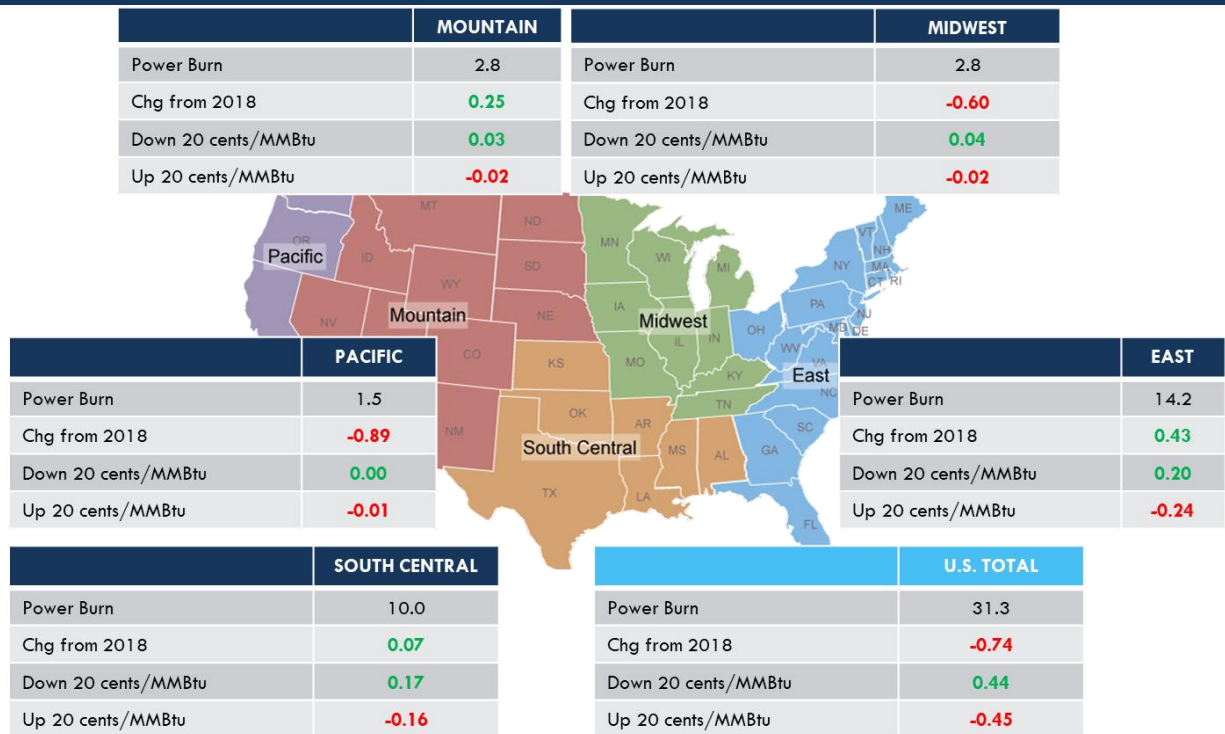 MOUNTAIN
Power Burn 2.8
Chg from 2018 0.25
Down 20 cents/MMBtu 0.03
Up 20 cents/MMBtu -0.02
MIDWEST
Power Burn 2.8
Chg from 2018 -0.60
Down 20 cents/MMBtu 0.04
Up 20 cents/MMBtu -0.02
MT
ND
MN
ME
OR
Pacific
ID
SD
WI
MI
VT
NH
NY
MA
CT
RI
WY
NV
Mountain
NE
IA
Midwest
IL
IN
OH
PA
NJ
MD
DE
WV
VA
CO
KS
MO
KY
East
NC
NM
OK
AR
TN
SC
South Central
MS
AL
GA
TX
LA
FL
PACIFIC
Power Burn 1.5
Chg from 2018 -0.89
Down 20 cents/MMBtu 0.00
Up 20 cents/MMBtu -0.01
EAST
Power Burn 14.2
Chg from 2018 0.43
Down 20 cents/MMBtu 0.20
Up 20 cents/MMBtu -0.24
SOUTH CENTRAL
Power Burn 10.0
Chg from 2018 0.07
Down 20 cents/MMBtu 0.17
Up 20 cents/MMBtu -0.16
U.S. TOTAL
Power Burn 31.3
Chg from 2018 -0.74
Down 20 cents/MMBtu 0.44
Up 20 cents/MMBtu -0.45